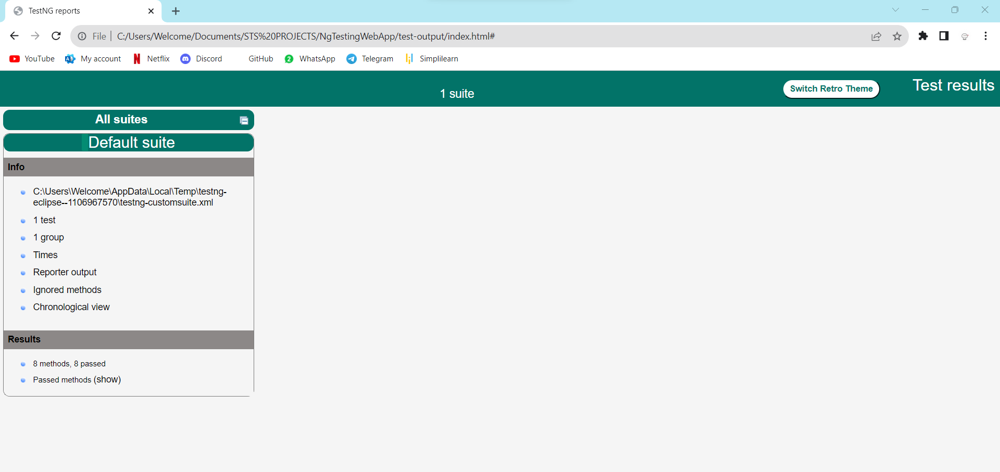 TestNG reports
File
C:/Users/Welcome/Documents/STS%20PROJECTS/NgTestingWebApp/test-output/index.html#
YouTube
My account
Netflix
Discord
GitHub
2
WhatsApp
Telegram
Simplilearn
1 suite
Switch Retro Theme
Test results
All suites
Default suite
Info
C:\Users\Welcome\AppData\Local\Temp\testng-
eclipse--1106967570\testng-customsuite.xml
1 test
1 group
Times
Reporter output
Ignored methods
Chronological view
Results
8 methods, 8 passed
Passed methods (show)